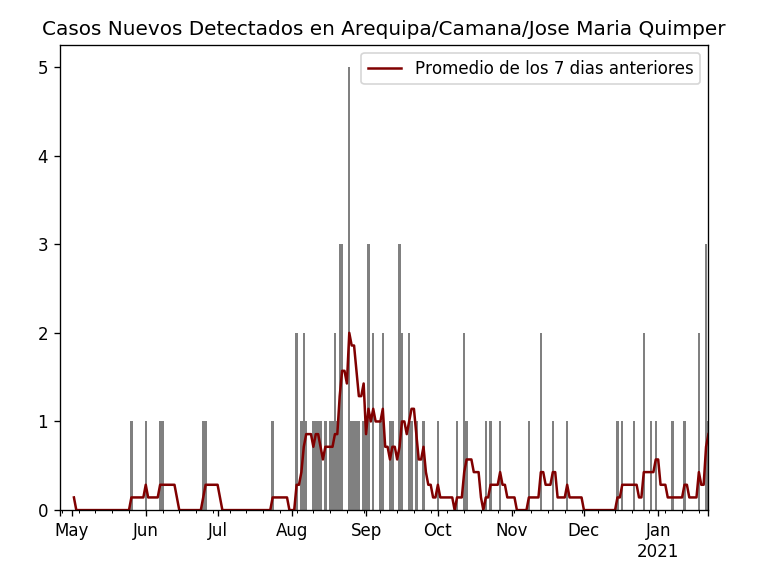 Casos Nuevos Detectados en Arequipa/Camana/Jose Maria Quimper
Promedio de los 7 dias anteriores
5
4
3
2
1
0
May Jun Jul Aug Sep Oct Nov Dec Jan
2021